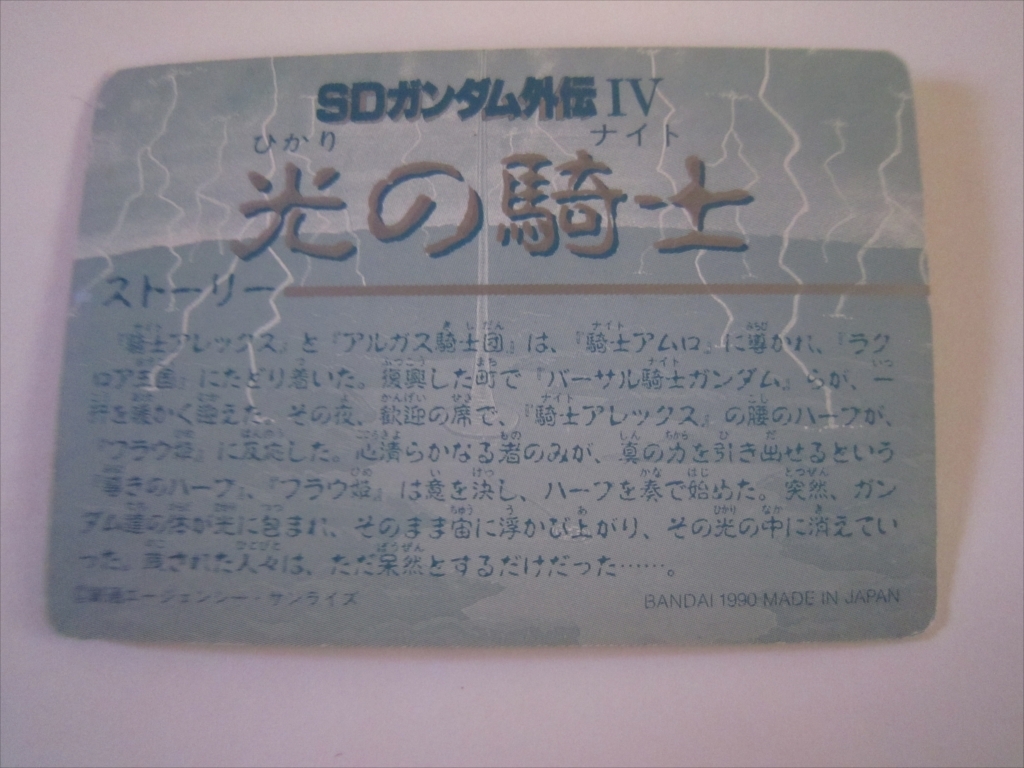 SDガンダム外伝 IV
ひかり ナイト
光の騎士
ストーリー
『騎士アレックス』と『アルガス騎士団』は、『騎士アムロ』に導かれ、『ラク
ロア王国』にたどり着いた。復興した町で『バーサル騎士ガンダム』らが、一
行を暖かく迎えた。その夜、歓迎の席で、『騎士アレックス』の腰のハープが、
『フラウ姫』に反応した。心清らかなる者のみが、真の力を引き出せるという
『導きのハープ』、『フラウ姫』は意を決し、ハープを奏で始めた。突然、ガン
ダム達の体が光に包まれ、そのまま宙に浮かび上がり、その光の中に消えてい
った。残された人々は、ただ呆然とするだけだった……。
エージェンシー・サンライズ
BANDAI 1990 MADE IN JAPAN